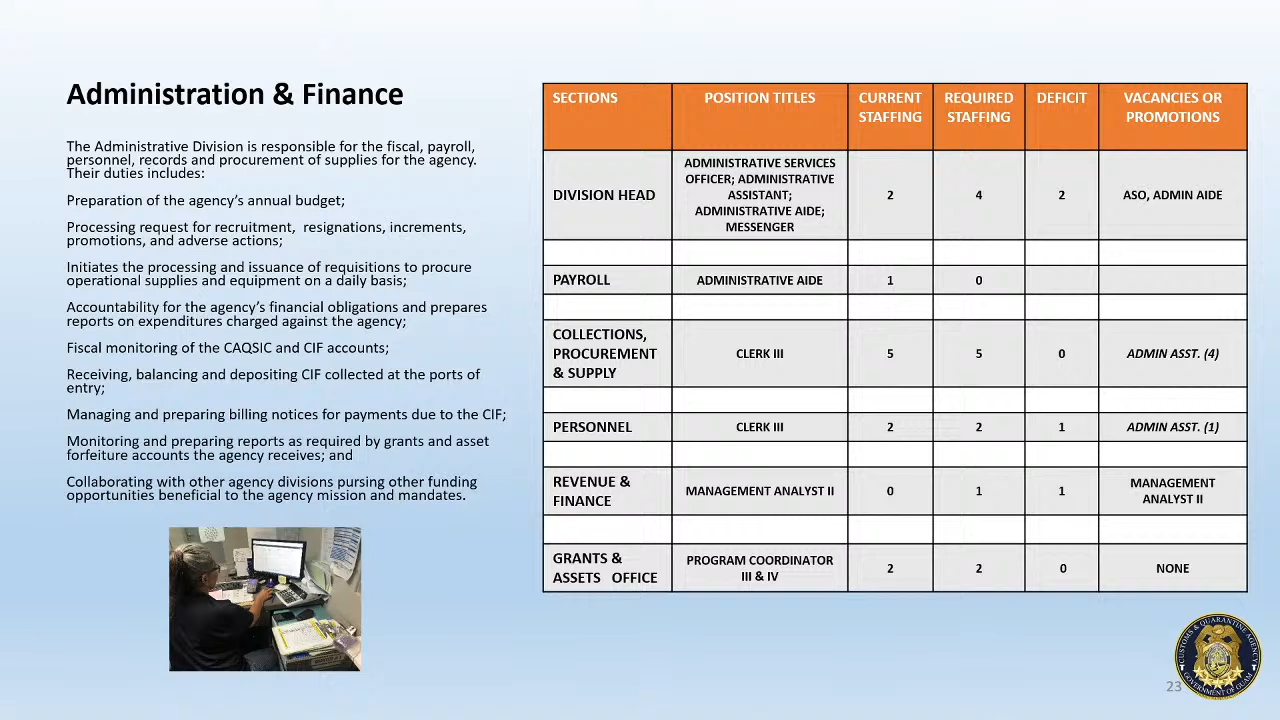 Administration & Finance
The Administrative Division is responsible for the fiscal, payroll,
personnel, records and procurement of supplies for the agency.
Their duties includes:
Preparation of the agency's annual budget;
Processing request for recruitment, resignations, increments,
promotions, and adverse actions;
Initiates the processing and issuance of requisitions to procure
operational supplies and equipment on a daily basis;
Accountability for the agency's financial obligations and prepares
reports on expenditures charged against the agency;
Fiscal monitoring of the CAQSIC and CIF accounts;
Receiving, balancing and depositing CIF collected at the ports of
entry;
Managing and preparing billing notices for payments due to the CIF;
Monitoring and preparing reports as required by grants and asset
forfeiture accounts the agency receives; and
Collaborating with other agency divisions pursing other funding
opportunities beneficial to the agency mission and mandates.
SECTIONS POSITION TITLES CURRENT STAFFING REQUIRED STAFFING DEFICIT VACANCIES OR PROMOTIONS
DIVISION HEAD ADMINISTRATIVE SERVICES OFFICER; ADMINISTRATIVE ASSISTANT; ADMINISTRATIVE AIDE; MESSENGER 2 4 2 ASO, ADMIN AIDE
PAYROLL ADMINISTRATIVE AIDE 1 0
COLLECTIONS, PROCUREMENT & SUPPLY CLERK III 5 5 0 ADMIN ASST. (4)
PERSONNEL CLERK III 2 2 1 ADMIN ASST. (1)
REVENUE & FINANCE MANAGEMENT ANALYST II 0 1 1 MANAGEMENT ANALYST II
GRANTS & ASSETS OFFICE PROGRAM COORDINATOR III & IV 2 2 0 NONE
CUSTOMS & QUARANTINE AGENCY
GOVERNMENT OF GUAM
23